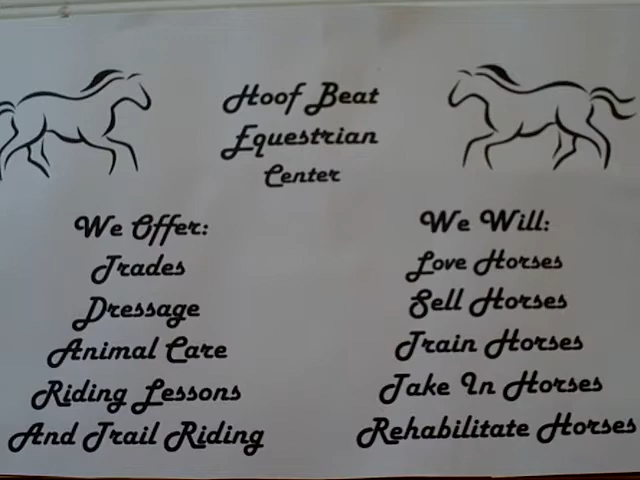 Hoof Beat
Equestrian
Center
We Offer:
Trades
Dressage
Animal Care
Riding Lessons
And Trail Riding
We Will:
Love Horses
Sell Horses
Train Horses
Take In Horses
Rehabilitate Horses